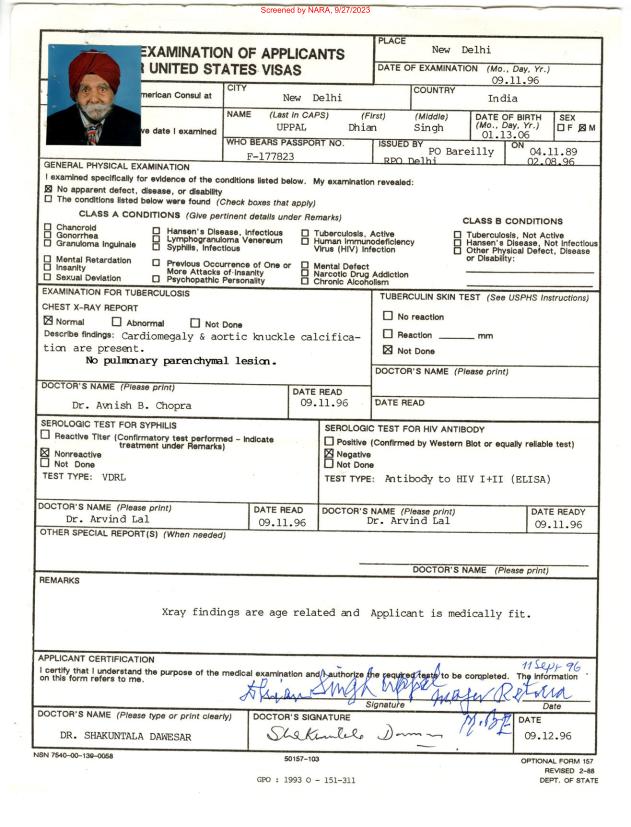 Screened by NARA, 9/27/2023
EXAMINATION OF APPLICANTS
UNITED STATES VISAS
PLACE
New Delhi
DATE OF EXAMINATION (Mo., Day, Yr.)
09.11.96
merican Consul at
CITY
New Delhi
COUNTRY
India
ve date I examined
NAME (Last in CAPS) (First) (Middle)
UPPAL Dhian Singh
DATE OF BIRTH
(Mo., Day, Yr.)
01.13.06
SEX
☐ F ☒ M
WHO BEARS PASSPORT NO.
F-177823
ISSUED BY PO Bareilly
RPO Delhi
ON 04.11.89
02.08.96
GENERAL PHYSICAL EXAMINATION
I examined specifically for evidence of the conditions listed below. My examination revealed:
☒ No apparent defect, disease, or disability
☐ The conditions listed below were found (Check boxes that apply)
CLASS A CONDITIONS (Give pertinent details under Remarks)
☐ Chancroid
☐ Gonorrhea
☐ Granuloma Inguinale
☐ Hansen's Disease, Infectious
☐ Lymphogranuloma Venereum
☐ Syphilis, Infectious
☐ Tuberculosis, Active
☐ Human Immunodeficiency
Virus (HIV) Infection
☐ Mental Retardation
☐ Insanity
☐ Sexual Deviation
☐ Previous Occurrence of One or
More Attacks of Insanity
☐ Psychopathic Personality
☐ Mental Defect
☐ Narcotic Drug Addiction
☐ Chronic Alcoholism
CLASS B CONDITIONS
☐ Tuberculosis, Not Active
☐ Hansen's Disease, Not Infectious
☐ Other Physical Defect, Disease
or Disability:
EXAMINATION FOR TUBERCULOSIS
CHEST X-RAY REPORT
☒ Normal ☐ Abnormal ☐ Not Done
Describe findings: Cardiomegaly & aortic knuckle calcifica-
tion are present.
No pulmonary parenchymal lesion.
DOCTOR'S NAME (Please print)
Dr. Avnish B. Chopra
DATE READ
09.11.96
TUBERCULIN SKIN TEST (See USPHS Instructions)
☐ No reaction
☐ Reaction mm
☒ Not Done
DOCTOR'S NAME (Please print)
DATE READ
SEROLOGIC TEST FOR SYPHILIS
☐ Reactive Titer (Confirmatory test performed – indicate
treatment under Remarks)
☒ Nonreactive
☐ Not Done
TEST TYPE: VDRL
DOCTOR'S NAME (Please print)
Dr. Arvind Lal
DATE READ
09.11.96
SEROLOGIC TEST FOR HIV ANTIBODY
☐ Positive (Confirmed by Western Blot or equally reliable test)
☒ Negative
☐ Not Done
TEST TYPE: Antibody to HIV I+II (ELISA)
DOCTOR'S NAME (Please print)
Dr. Arvind Lal
DATE READY
09.11.96
OTHER SPECIAL REPORT(S) (When needed)
DOCTOR'S NAME (Please print)
REMARKS
Xray findings are age related and Applicant is medically fit.
APPLICANT CERTIFICATION
I certify that I understand the purpose of the medical examination and I authorize the required tests to be completed. The information
on this form refers to me.
11 Sept 96
Dhian Singh Uppal Major Retired
Signature Date
DOCTOR'S NAME (Please type or print clearly)
DR. SHAKUNTALA DAWESAR
DOCTOR'S SIGNATURE
Shakuntala
DATE
09.12.96
NSN 7540-00-139-0058
50157-103
OPTIONAL FORM 157
REVISED 2-88
DEPT. OF STATE
GPO : 1993 O - 151-311